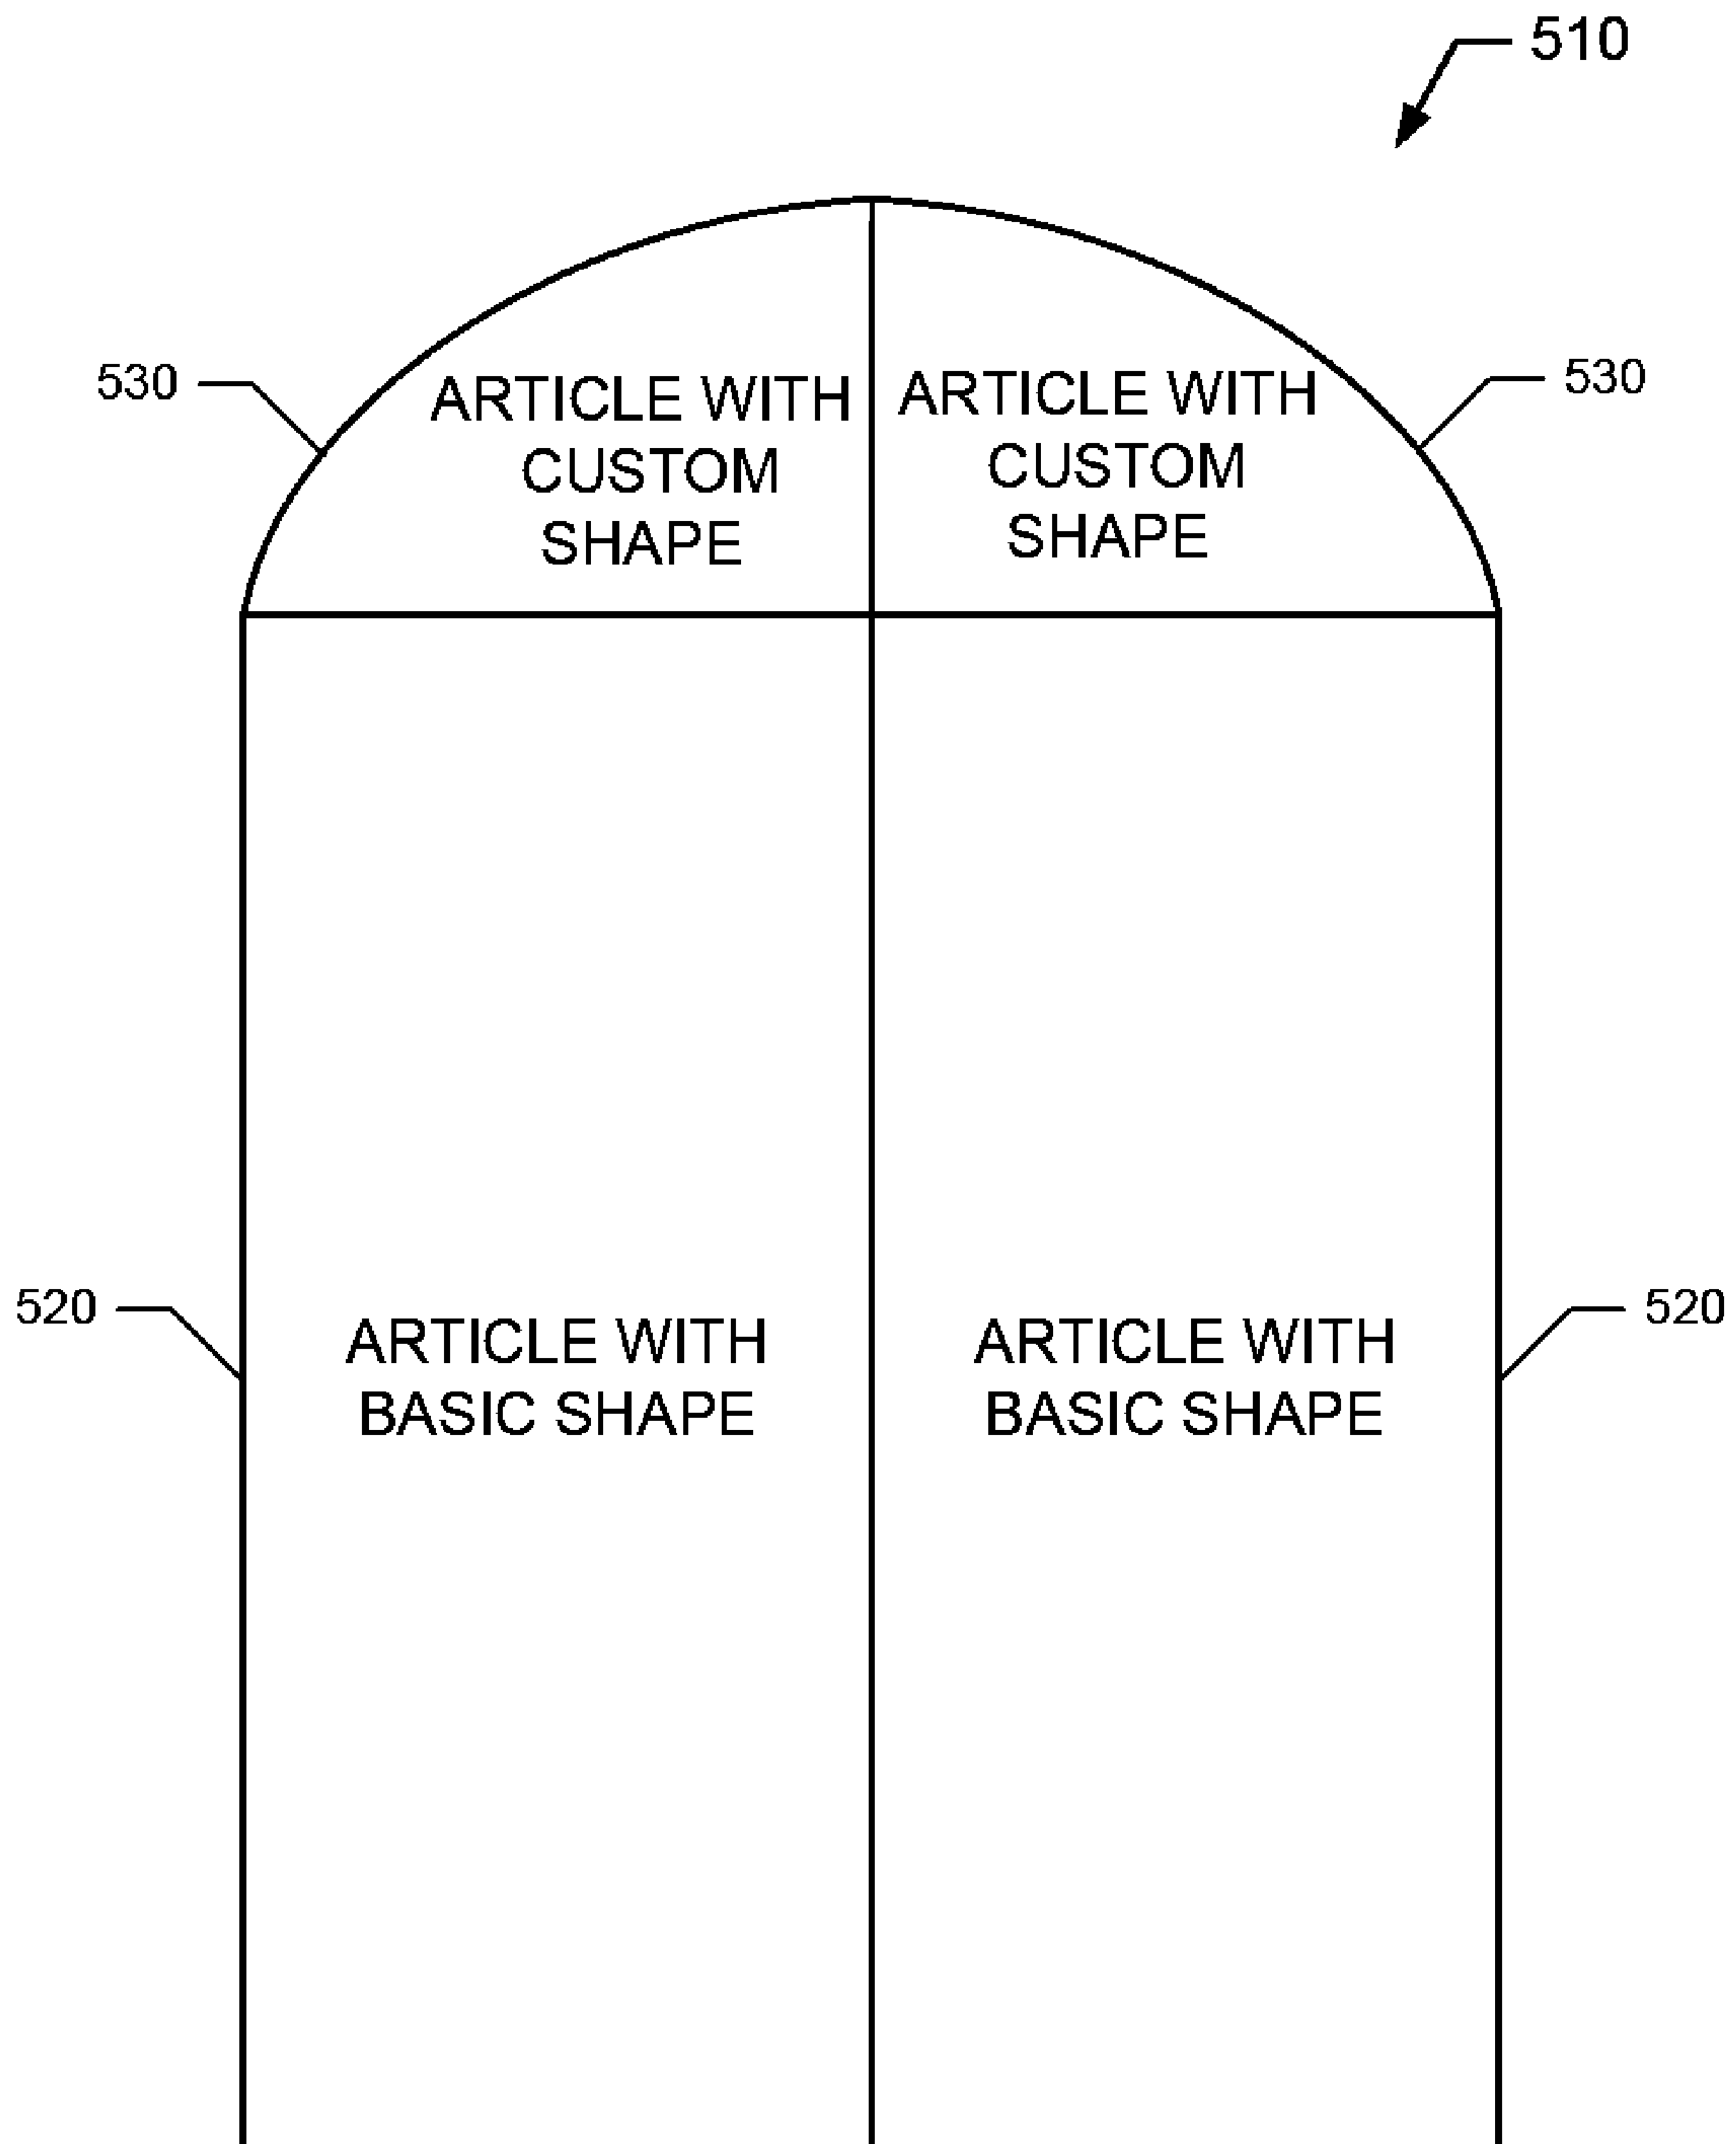 510
530
ARTICLE WITH
CUSTOM
SHAPE
ARTICLE WITH
CUSTOM
SHAPE
530
520
ARTICLE WITH
BASIC SHAPE
ARTICLE WITH
BASIC SHAPE
520